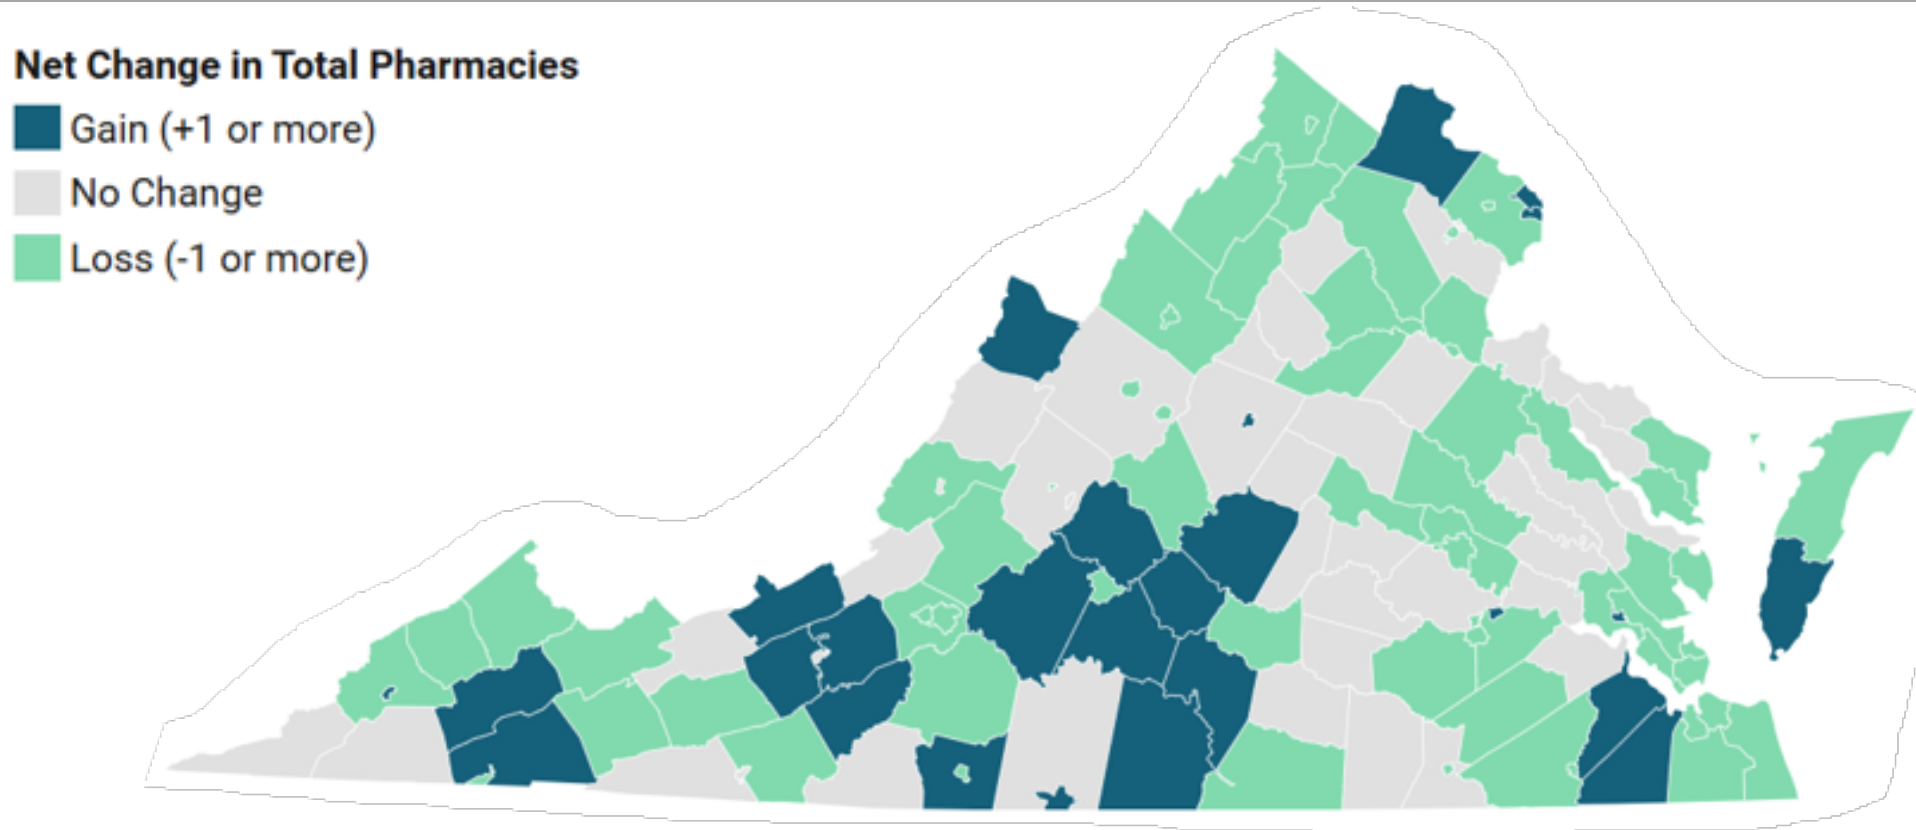 Net Change in Total Pharmacies
Gain (+1 or more)
No Change
Loss (-1 or more)